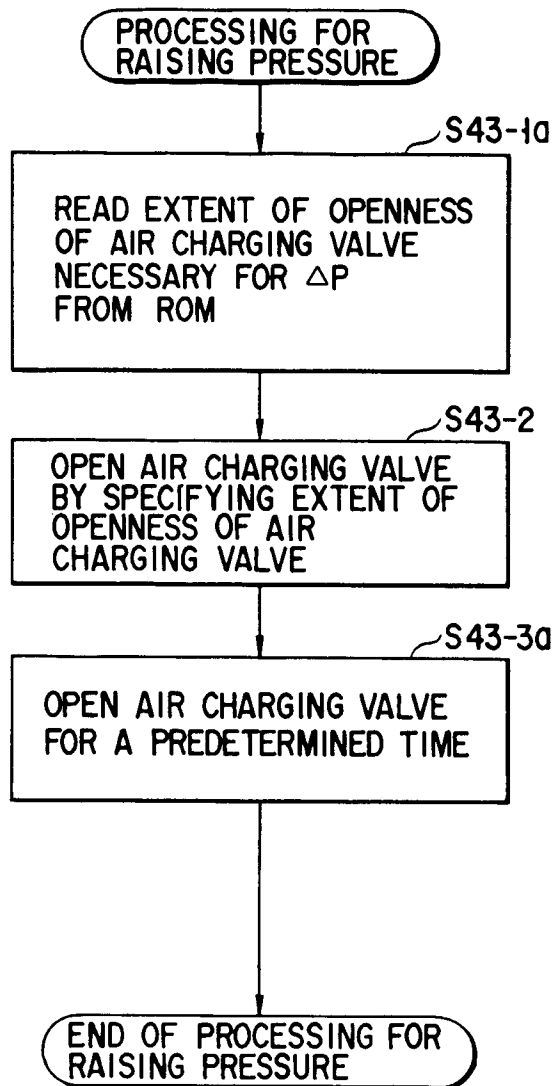 PROCESSING FOR
RAISING PRESSURE
S43-1a
READ EXTENT OF OPENNESS
OF AIR CHARGING VALVE
NECESSARY FOR △P
FROM ROM
S43-2
OPEN AIR CHARGING VALVE
BY SPECIFYING EXTENT OF
OPENNESS OF AIR
CHARGING VALVE
S43-3a
OPEN AIR CHARGING VALVE
FOR A PREDETERMINED TIME
END OF PROCESSING FOR
RAISING PRESSURE